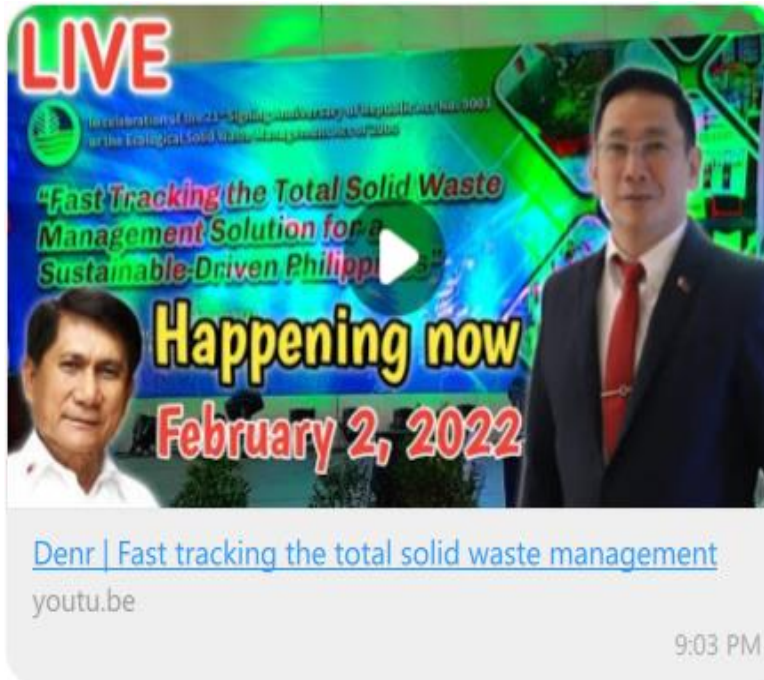 LIVE
In celebration of the 21st Signing Anniversary of Republic Act No. 9003
or the Ecological Solid Waste Management Act of 2000
“Fast Tracking the Total Solid Waste
Management Solution for a
Sustainable-Driven Philippines”
Happening now
February 2, 2022
Denr | Fast tracking the total solid waste management
youtu.be
9:03 PM